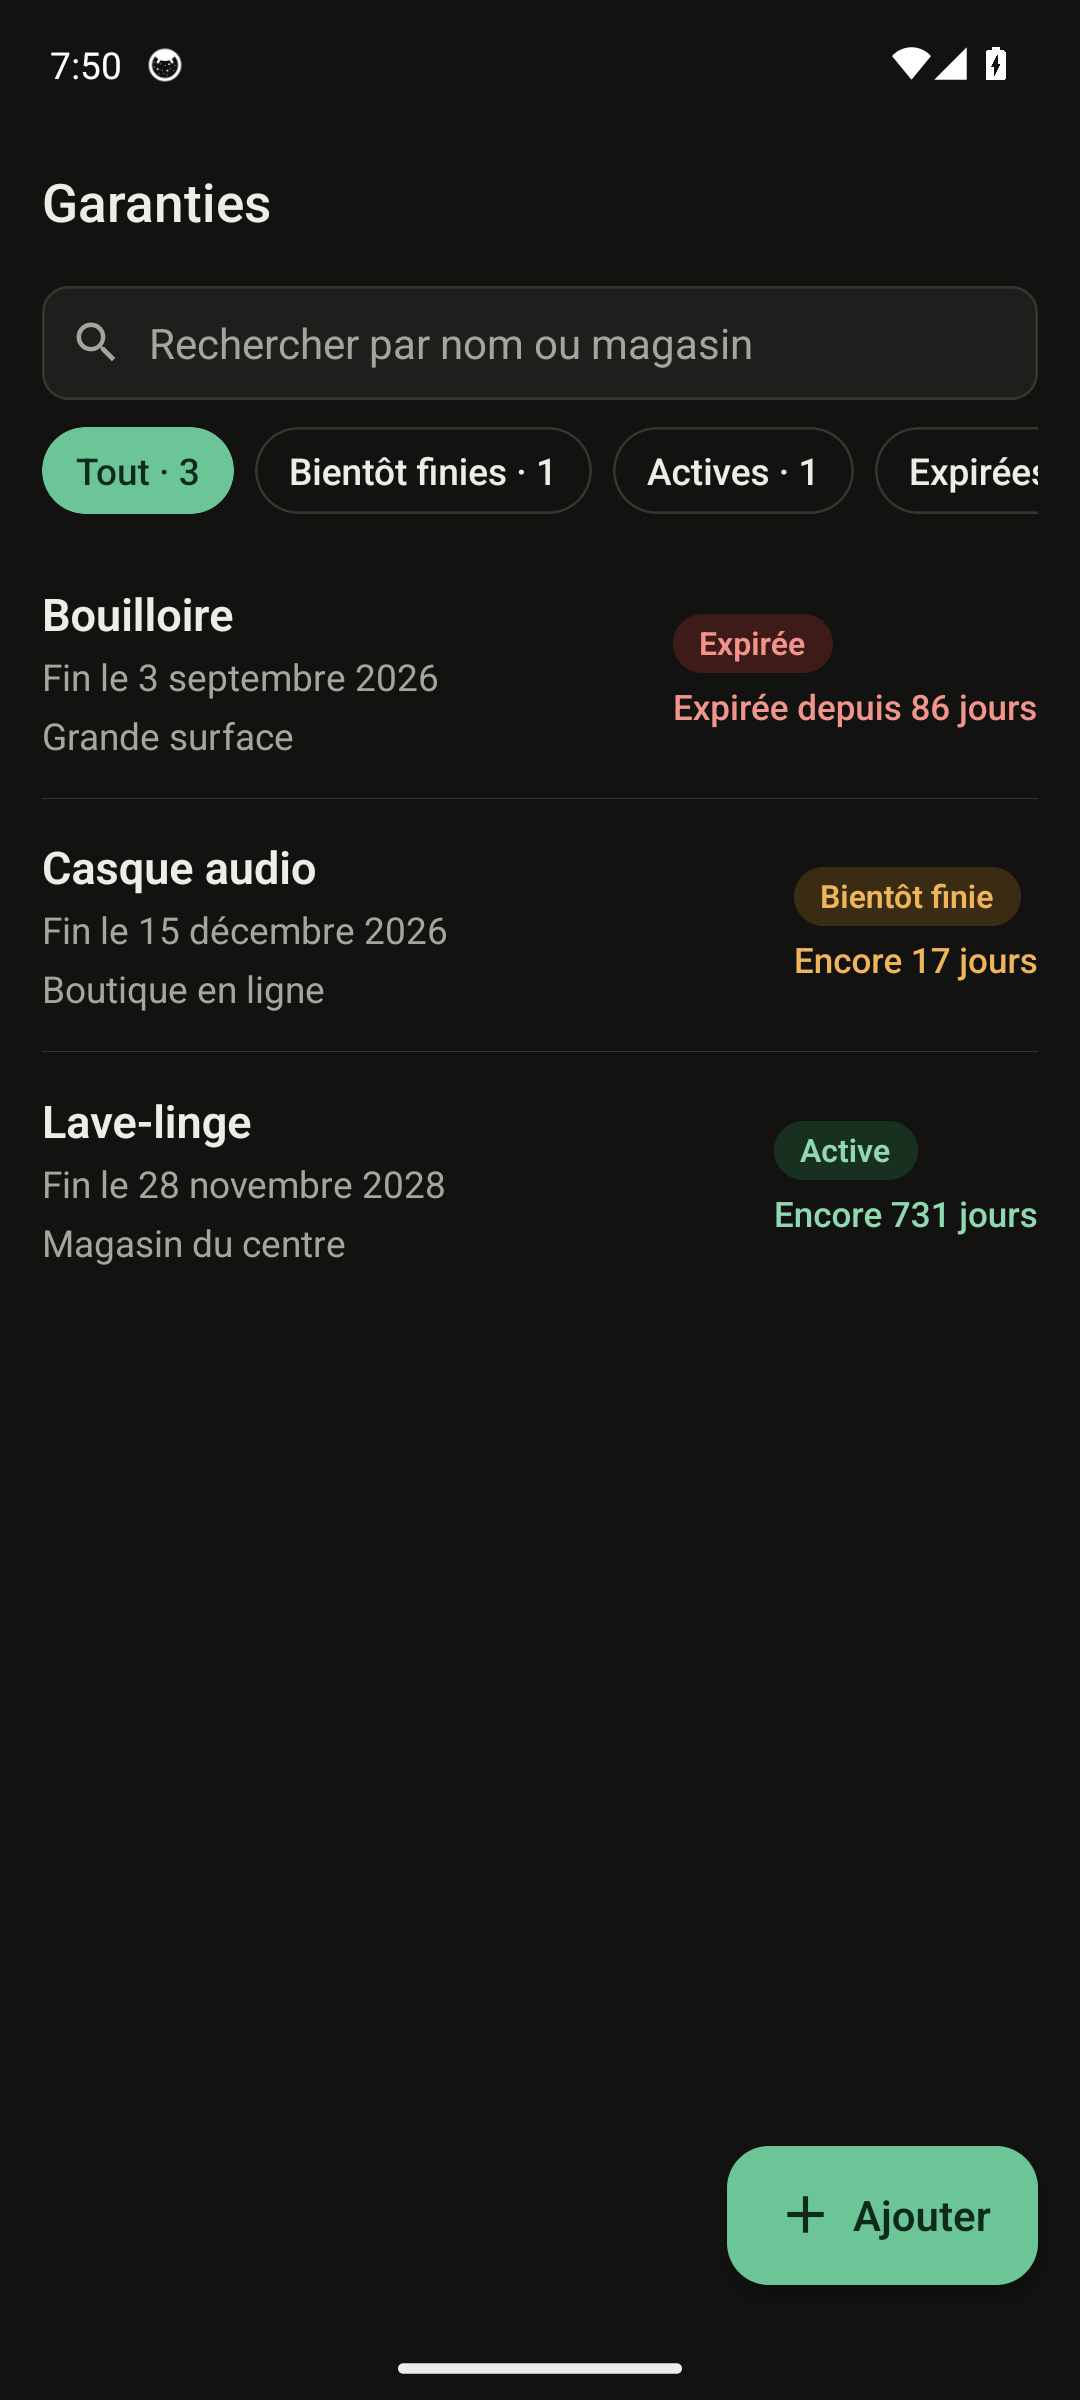 7:50
Garanties
Rechercher par nom ou magasin
Tout · 3
Bientôt finies · 1
Actives · 1
Expirées
Bouilloire
Fin le 3 septembre 2026
Grande surface
Expirée
Expirée depuis 86 jours
Casque audio
Fin le 15 décembre 2026
Boutique en ligne
Bientôt finie
Encore 17 jours
Lave-linge
Fin le 28 novembre 2028
Magasin du centre
Active
Encore 731 jours
Ajouter